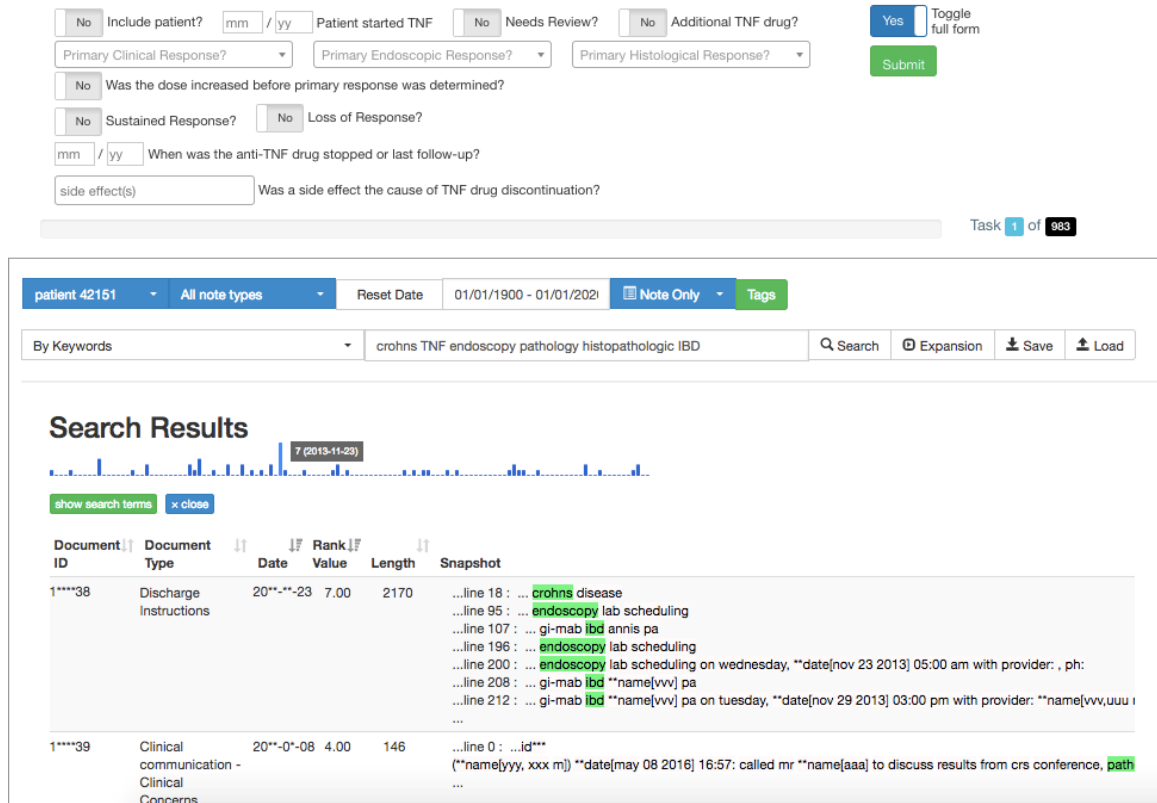 No Include patient? mm / yy Patient started TNF No Needs Review? No Additional TNF drug? Yes Toggle full form
Primary Clinical Response? Primary Endoscopic Response? Primary Histological Response? Submit
No Was the dose increased before primary response was determined?
No Sustained Response? No Loss of Response?
mm / yy When was the anti-TNF drug stopped or last follow-up?
side effect(s) Was a side effect the cause of TNF drug discontinuation?
Task 1 of 983
patient 42151 All note types Reset Date 01/01/1900 - 01/01/202 Note Only Tags
By Keywords crohns TNF endoscopy pathology histopathologic IBD Search Expansion Save Load
Search Results
7 (2013-11-23)
show search terms x close
Document ID Document Type Date Rank Value Length Snapshot
1****38 Discharge Instructions 20**-**-23 7.00 2170
...line 18 : ... crohns disease
...line 95 : ... endoscopy lab scheduling
...line 107 : ... gi-mab ibd annis pa
...line 196 : ... endoscopy lab scheduling
...line 200 : ... endoscopy lab scheduling on wednesday, **date[nov 23 2013] 05:00 am with provider: , ph:
...line 208 : ... gi-mab ibd **name[vvv] pa
...line 212 : ... gi-mab ibd **name[vvv] pa on tuesday, **date[nov 29 2013] 03:00 pm with provider: **name[vvv,uuu
...
1****39 Clinical communication - Clinical Concerns 20**-0*-08 4.00 146
...line 0 : ...id***
(**name[yyy, xxx m]) **date[may 08 2016] 16:57: called mr **name[aaa] to discuss results from crs conference, path
...